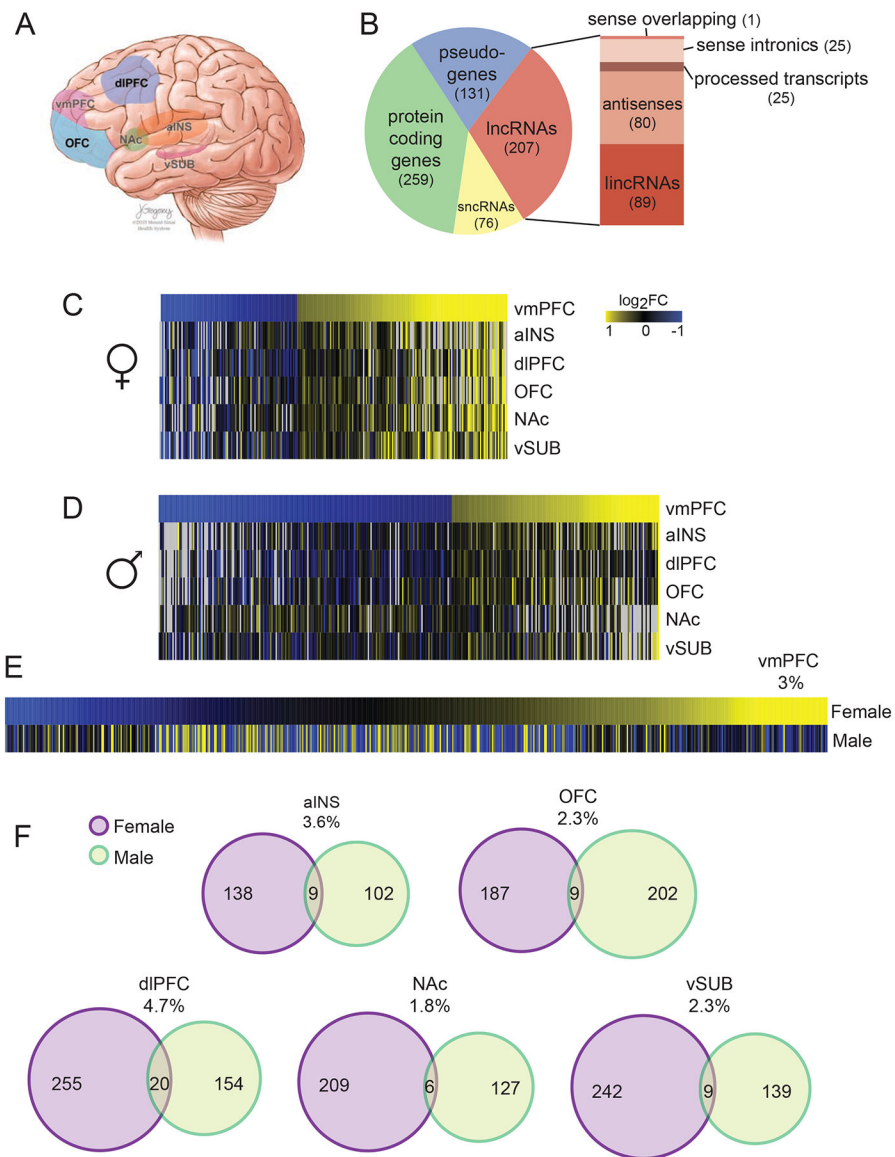 A
dlPFC
vmPFC
OFC
NAc
aINS
vSUB
B
pseudo-
genes
(131)
protein
coding
genes
(259)
lncRNAs
(207)
sncRNAs
(76)
sense overlapping (1)
sense intronics (25)
processed transcripts
(25)
antisenses
(80)
lincRNAs
(89)
C
♀
vmPFC
aINS
dlPFC
OFC
NAc
vSUB
log2FC
1 0 -1
D
♂
vmPFC
aINS
dlPFC
OFC
NAc
vSUB
E
vmPFC
3%
Female
Male
F
Female
Male
aINS
3.6%
138 9 102
OFC
2.3%
187 9 202
dlPFC
4.7%
255 20 154
NAc
1.8%
209 6 127
vSUB
2.3%
242 9 139